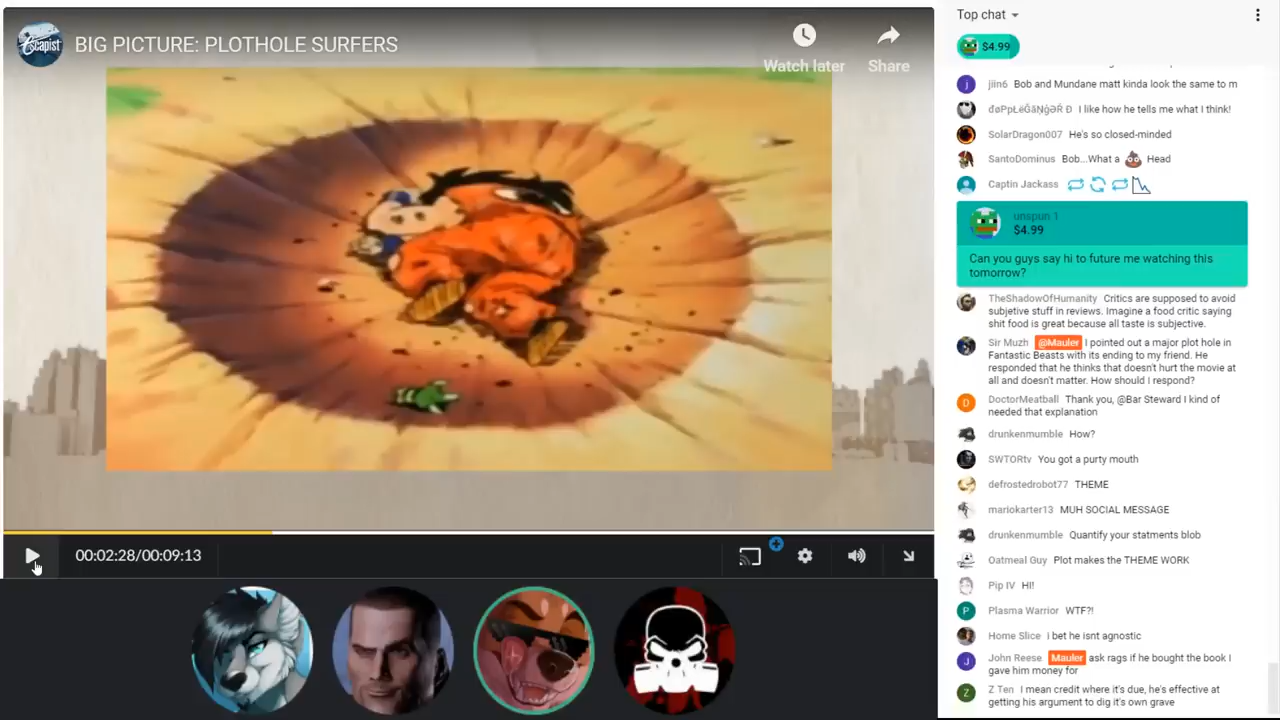 Escapist
BIG PICTURE: PLOTHOLE SURFERS
Watch later
Share
00:02:28/00:09:13
Top chat
$4.99
jiin6 Bob and Mundane matt kinda look the same to m
đøPpŁéĞãŅģƏŘ Đ I like how he tells me what I think!
SolarDragon007 He's so closed-minded
SantoDominus Bob...What a 💩 Head
Captin Jackass 🔁 🔄 🔁 📉
unspun 1
$4.99
Can you guys say hi to future me watching this
tomorrow?
TheShadowOfHumanity Critics are supposed to avoid
subjetive stuff in reviews. Imagine a food critic saying
shit food is great because all taste is subjective.
Sir Muzh @Mauler I pointed out a major plot hole in
Fantastic Beasts with its ending to my friend. He
responded that he thinks that doesn't hurt the movie at
all and doesn't matter. How should I respond?
DoctorMeatball Thank you, @Bar Steward I kind of
needed that explanation
drunkenmumble How?
SWTORtv You got a purty mouth
defrostedrobot77 THEME
mariokarter13 MUH SOCIAL MESSAGE
drunkenmumble Quantify your statments blob
Oatmeal Guy Plot makes the THEME WORK
Pip IV HI!
Plasma Warrior WTF?!
Home Slice i bet he isnt agnostic
John Reese Mauler ask rags if he bought the book I
gave him money for
Z Ten I mean credit where it's due, he's effective at
getting his argument to dig it's own grave